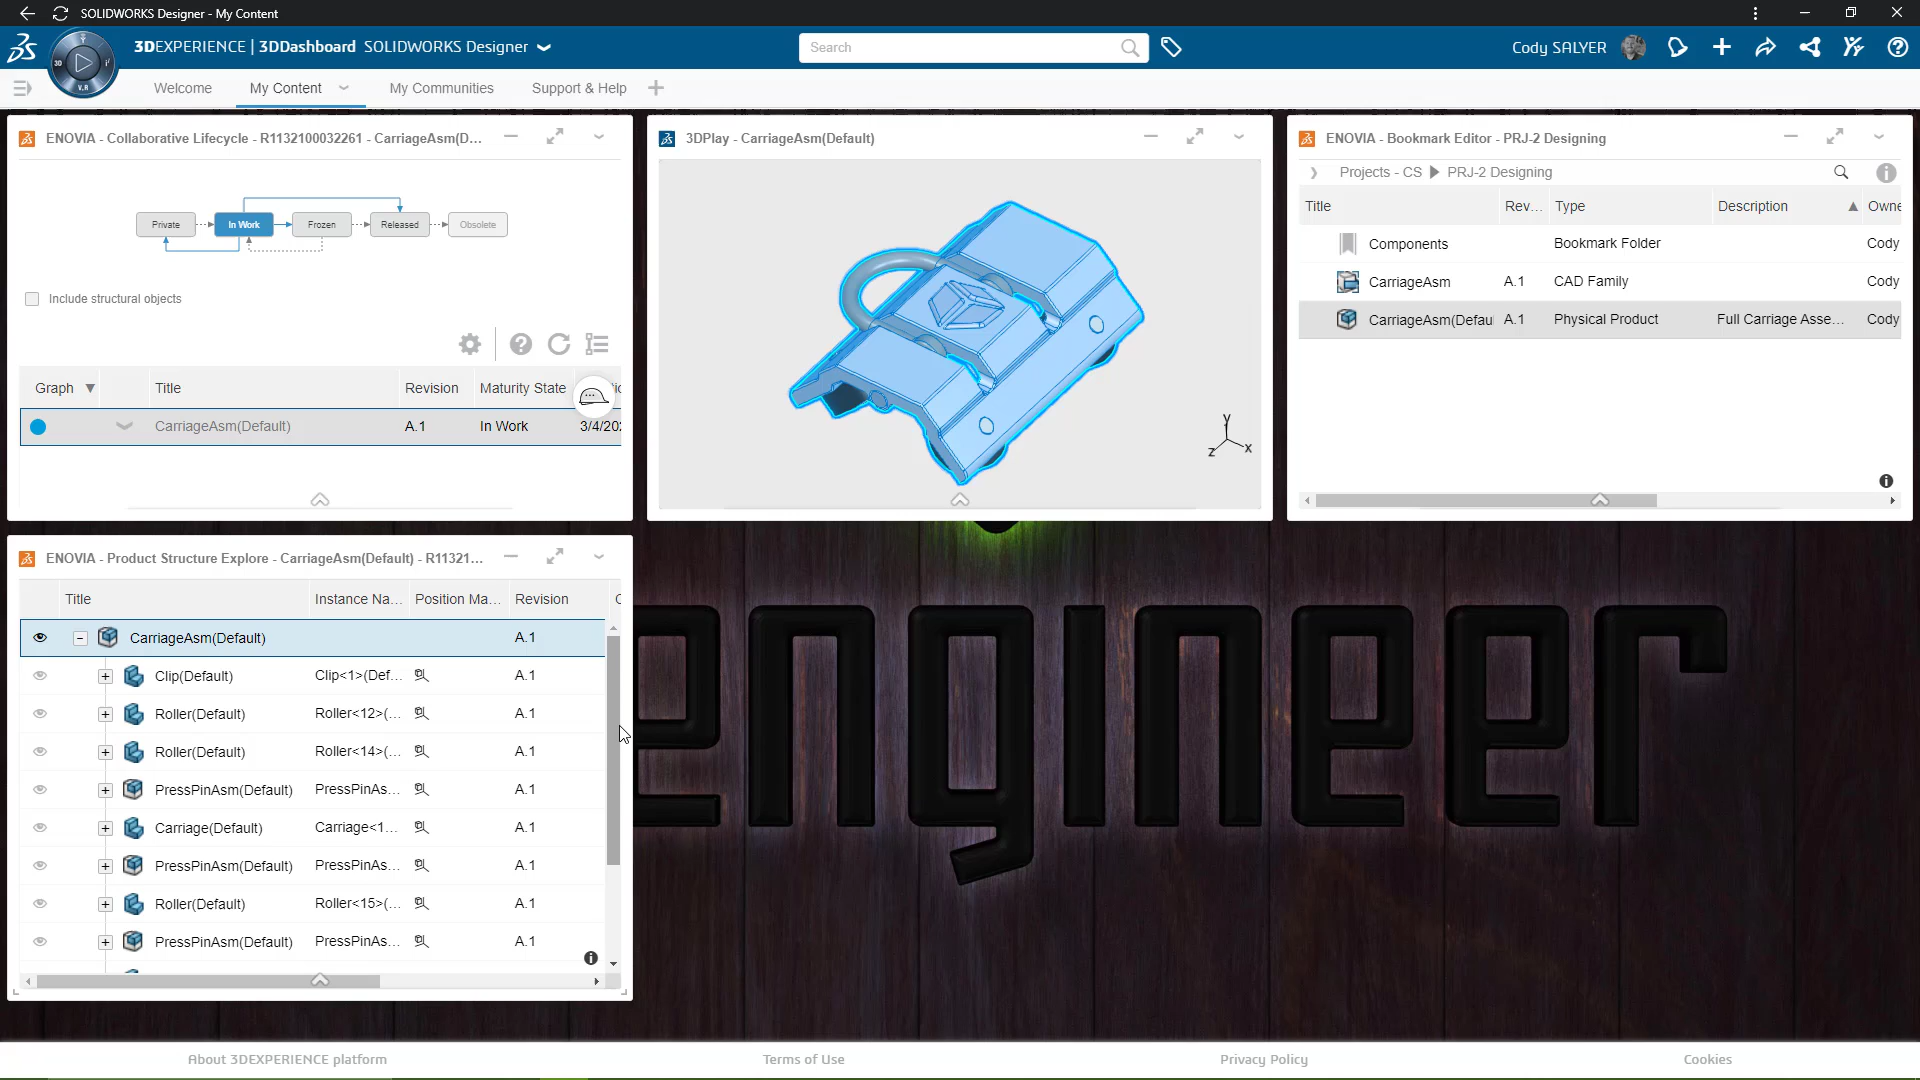 SOLIDWORKS Designer - My Content
3DEXPERIENCE | 3DDashboard SOLIDWORKS Designer
Search
Cody SALYER
3D
V.R
Welcome
My Content
My Communities
Support & Help
ENOVIA - Collaborative Lifecycle - R1132100032261 - CarriageAsm(D...
Private
In Work
Frozen
Released
Obsolete
Include structural objects
Graph
Title
Revision
Maturity State
CarriageAsm(Default)
A.1
In Work
3/4/202
3DPlay - CarriageAsm(Default)
Y
Z
X
ENOVIA - Bookmark Editor - PRJ-2 Designing
Projects - CS
PRJ-2 Designing
Title
Rev...
Type
Description
Owne
Components
Bookmark Folder
Cody
CarriageAsm
A.1
CAD Family
Cody
CarriageAsm(Defaul
A.1
Physical Product
Full Carriage Asse...
Cody
ENOVIA - Product Structure Explore - CarriageAsm(Default) - R11321...
Title
Instance Na...
Position Ma...
Revision
CarriageAsm(Default)
A.1
Clip(Default)
Clip<1>(Def...
A.1
Roller(Default)
Roller<12>(...
A.1
Roller(Default)
Roller<14>(...
A.1
PressPinAsm(Default)
PressPinAs...
A.1
Carriage(Default)
Carriage<1...
A.1
PressPinAsm(Default)
PressPinAs...
A.1
Roller(Default)
Roller<15>(...
A.1
PressPinAsm(Default)
PressPinAs...
A.1
engineer
About 3DEXPERIENCE platform
Terms of Use
Privacy Policy
Cookies